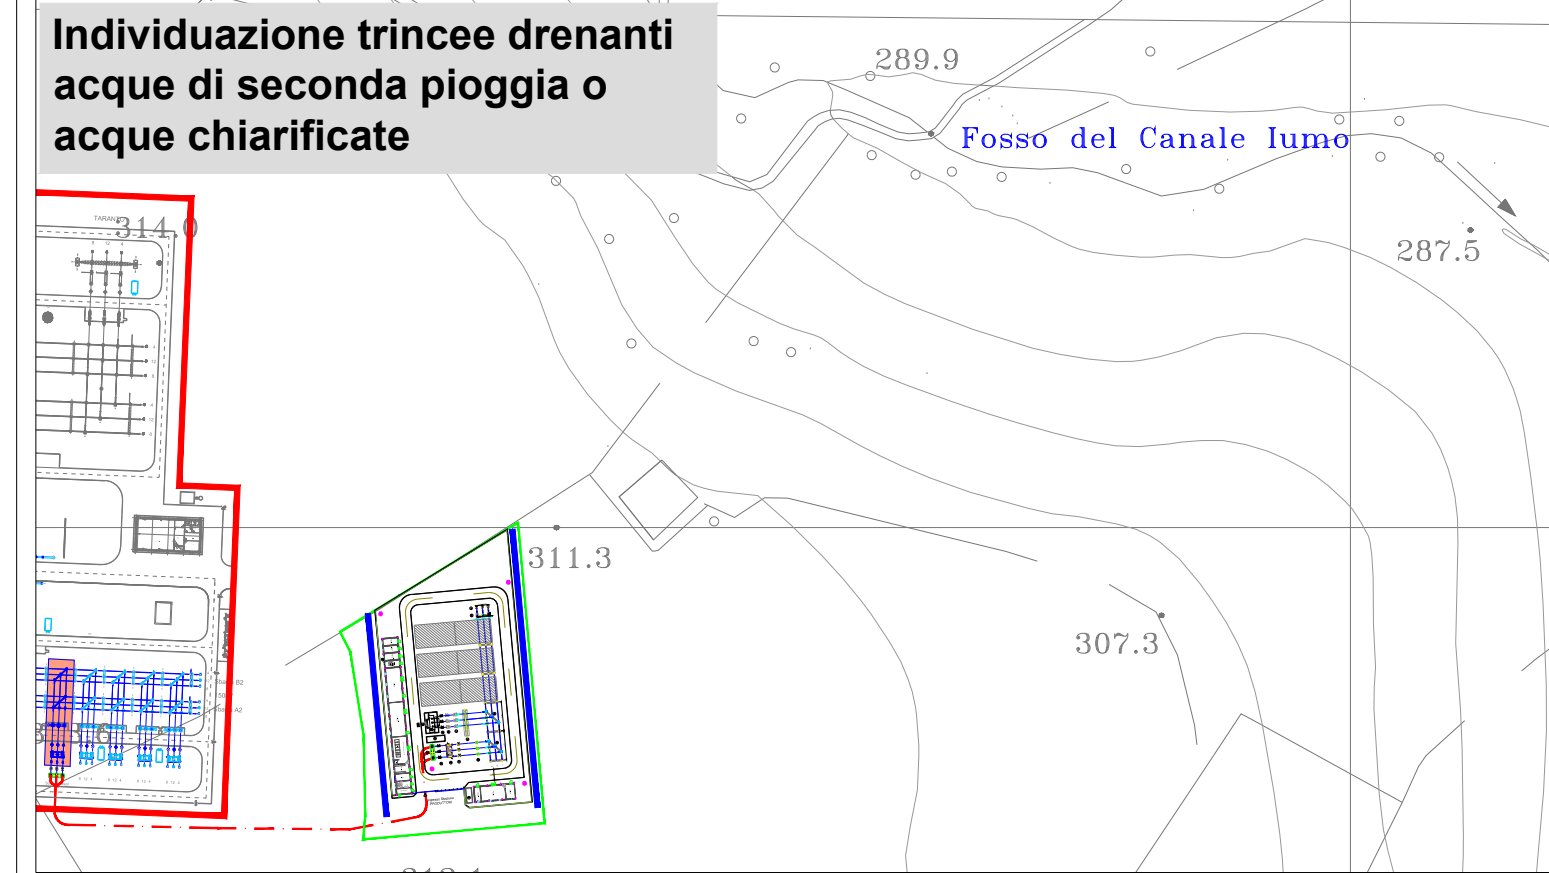 Individuazione trincee drenanti
acque di seconda pioggia o
acque chiarificate
289.9
Fosso del Canale Iumo
314.0
287.5
311.3
307.3